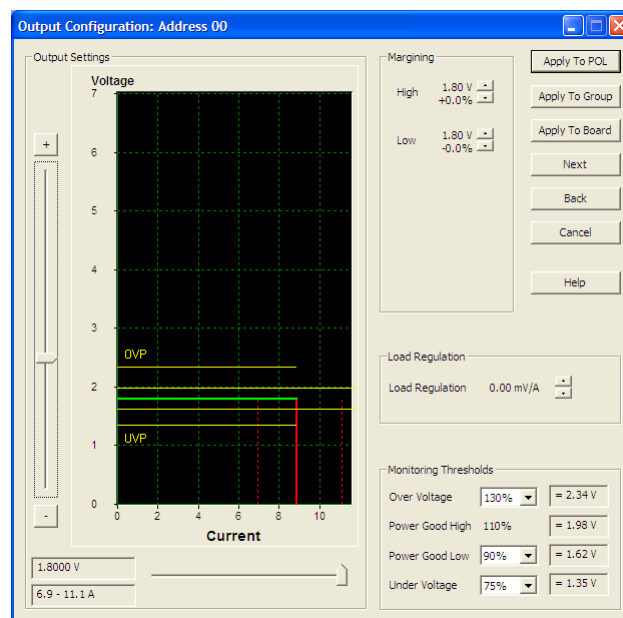 Output Configuration: Address 00
Output Settings
Voltage
7
6
5
4
3
2
1
0
OVP
UVP
0 2 4 6 8 10
Current
+
-
1.8000 V
6.9 - 11.1 A
Margining
High 1.80 V
+0.0%
Low 1.80 V
-0.0%
Apply To POL
Apply To Group
Apply To Board
Next
Back
Cancel
Help
Load Regulation
Load Regulation 0.00 mV/A
Monitoring Thresholds
Over Voltage 130% = 2.34 V
Power Good High 110% = 1.98 V
Power Good Low 90% = 1.62 V
Under Voltage 75% = 1.35 V